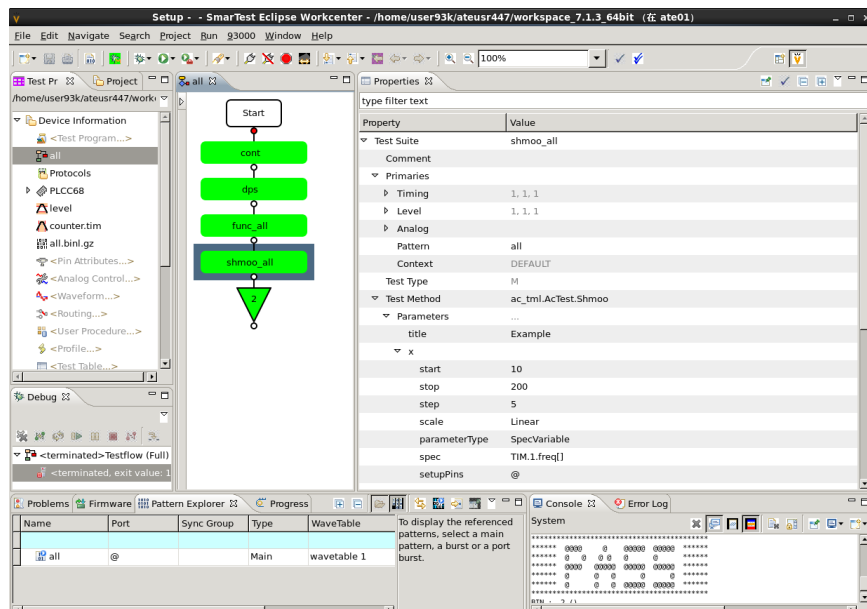 Setup - - SmarTest Eclipse Workcenter - /home/user93k/ateusr447/workspace_7.1.3_64bit （在 ate01）
File Edit Navigate Search Project Run 93000 Window Help
100%
Test Pr Project
/home/user93k/ateusr447/work
Device Information
<Test Program...>
all
Protocols
PLCC68
level
counter.tim
all.binl.gz
<Pin Attributes...>
<Analog Control...>
<Waveform...>
<Routing...>
<User Procedure...>
<Profile...>
<Test Table...>
all
Start
cont
dps
func_all
shmoo_all
2
Properties
type filter text
Property Value
Test Suite shmoo_all
Comment
Primaries
Timing 1, 1, 1
Level 1, 1, 1
Analog
Pattern all
Context DEFAULT
Test Type M
Test Method ac_tml.AcTest.Shmoo
Parameters ...
title Example
x
start 10
stop 200
step 5
scale Linear
parameterType SpecVariable
spec TIM.1.freq[]
setupPins @
Debug
<terminated>Testflow (Full)
<terminated, exit value: 1
Problems Firmware Pattern Explorer Progress
Name Port Sync Group Type WaveTable
all @ Main wavetable 1
To display the referenced
patterns, select a main
pattern, a burst or a port
burst.
Console Error Log
System
****** @@@@ @ @@@@@ @@@@@ ******
BIN : 2 ()